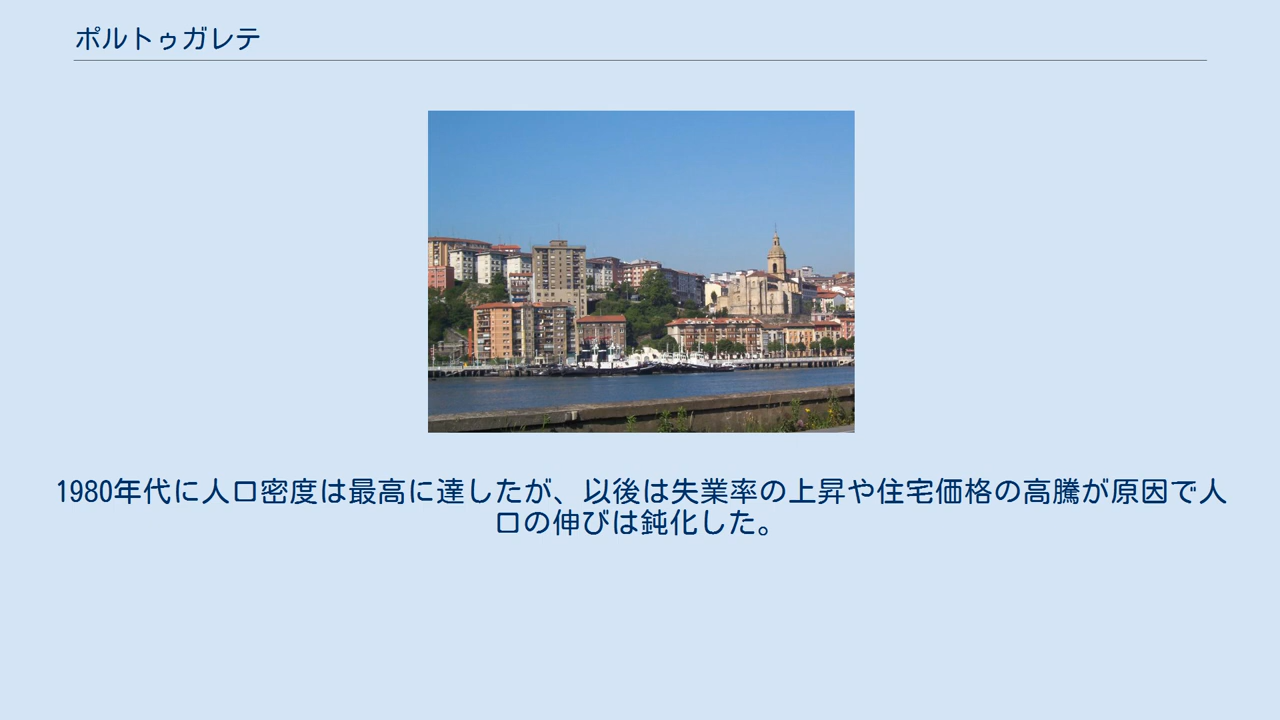 ポルトゥガレテ
1980年代に人口密度は最高に達したが、以後は失業率の上昇や住宅価格の高騰が原因で人
口の伸びは鈍化した。